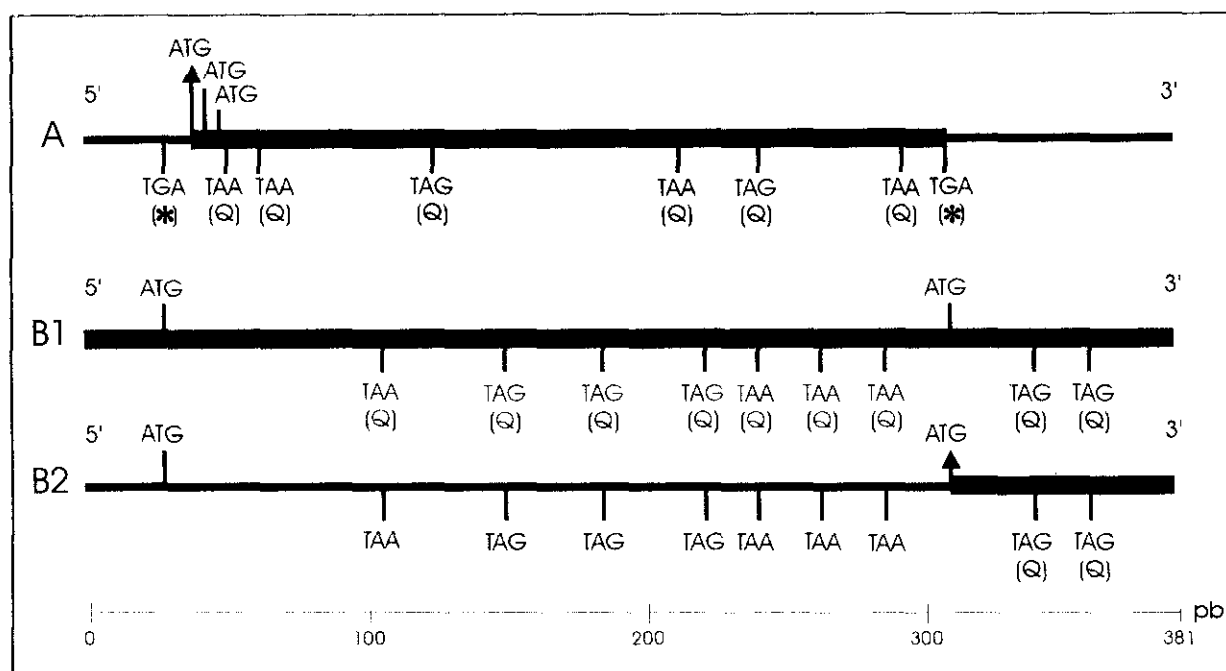 ATG
ATG
ATG
5' 3'
A
TGA TAA TAA TAG TAA TAG TAA TGA
(*) (Q) (Q) (Q) (Q) (Q) (Q) (*)
5' ATG ATG 3'
B1
TAA TAG TAG TAG TAA TAA TAA TAG TAG
(Q) (Q) (Q) (Q) (Q) (Q) (Q) (Q) (Q)
5' ATG ATG 3'
B2
TAA TAG TAG TAG TAA TAA TAA TAG TAG
(Q) (Q)
pb
0 100 200 300 381